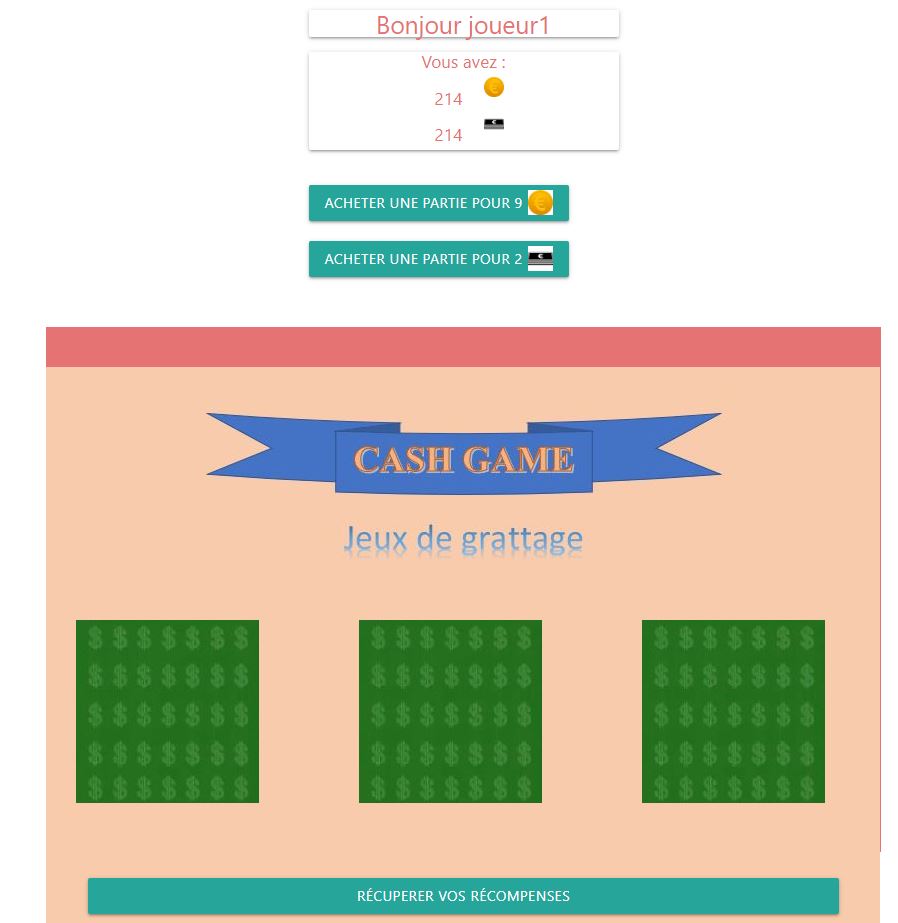 Bonjour joueur1
Vous avez :
214
214
ACHETER UNE PARTIE POUR 9
ACHETER UNE PARTIE POUR 2
CASH GAME
Jeux de grattage
RÉCUPERER VOS RÉCOMPENSES